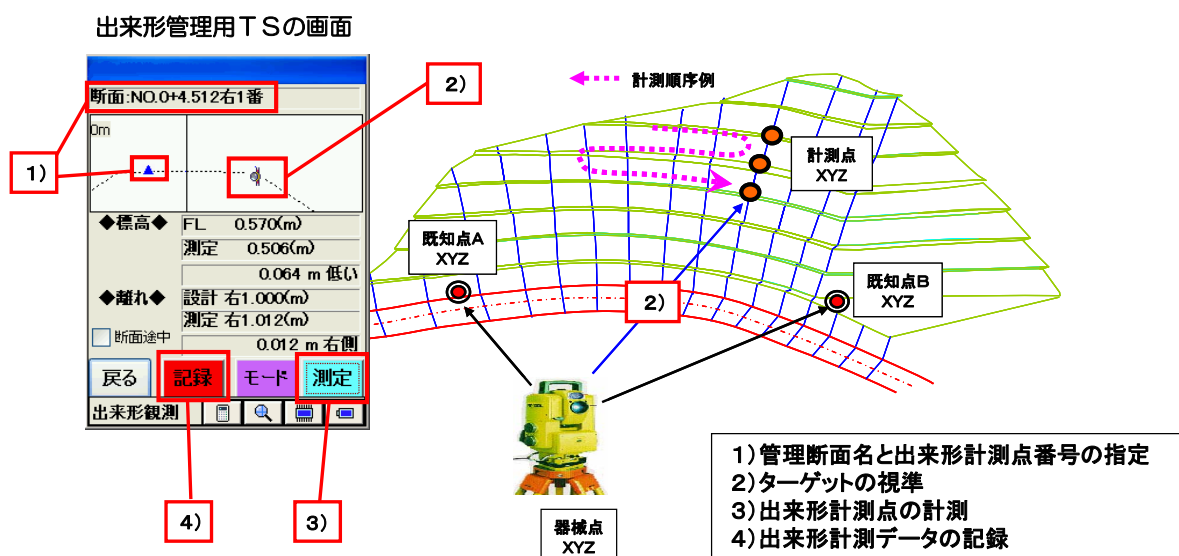 出来形管理用TSの画面
断面:NO.0+4.512右1番
0m
◆標高◆ FL 0.570(m)
測定 0.506(m)
0.064 m 低い
◆離れ◆ 設計 右1.000(m)
測定 右1.012(m)
断面途中
0.012 m 右側
戻る 記録 モード 測定
出来形観測
1)
2)
4)
3)
計測順序例
計測点
XYZ
既知点A
XYZ
既知点B
XYZ
2)
器械点
XYZ
1)管理断面名と出来形計測点番号の指定
2)ターゲットの視準
3)出来形計測点の計測
4)出来形計測データの記録